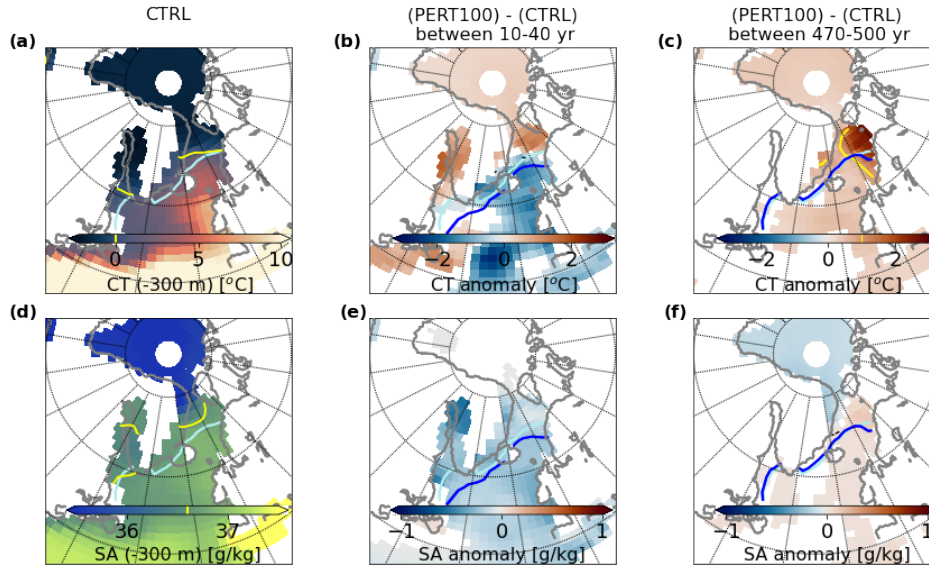 CTRL
(PERT100) - (CTRL)
between 10-40 yr
(PERT100) - (CTRL)
between 470-500 yr
(a)
(b)
(c)
0 5 10
CT (-300 m) [°C]
−2 0 2
CT anomaly [°C]
−2 0 2
CT anomaly [°C]
(d)
(e)
(f)
36 37
SA (-300 m) [g/kg]
−1 0 1
SA anomaly [g/kg]
−1 0 1
SA anomaly [g/kg]